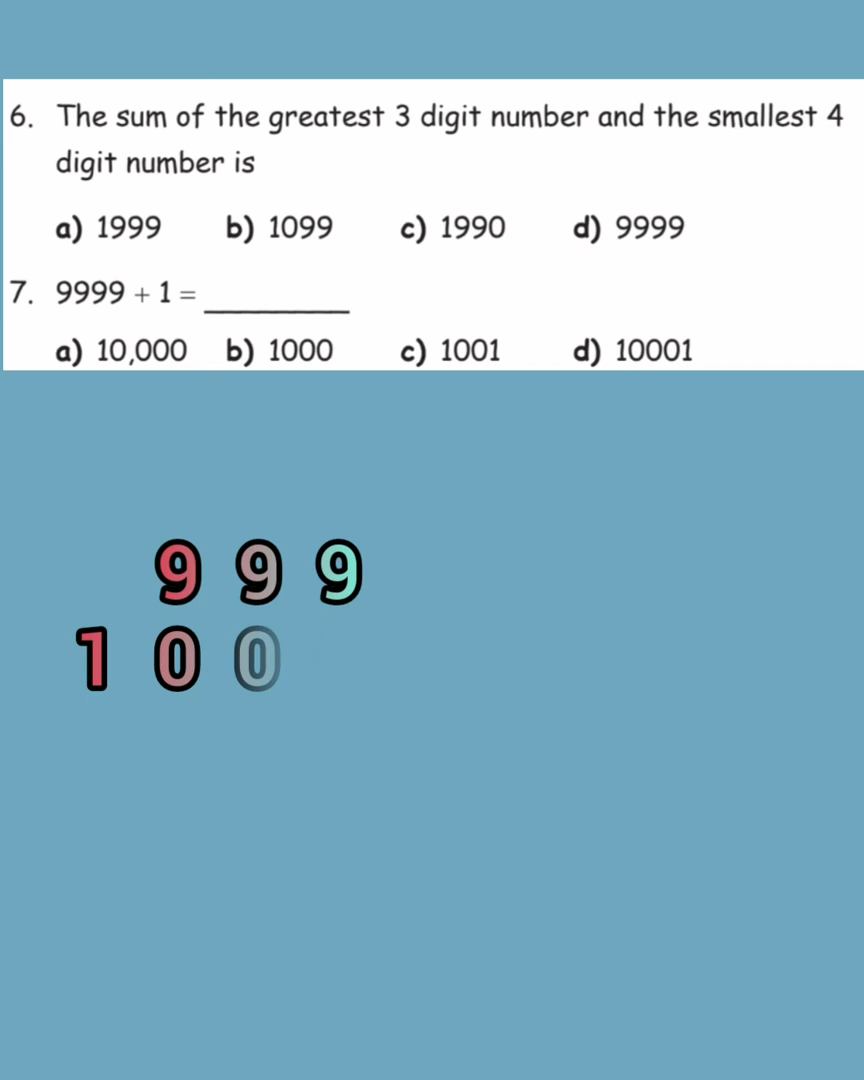 6. The sum of the greatest 3 digit number and the smallest 4
digit number is
a) 1999 b) 1099 c) 1990 d) 9999
7. 9999 + 1 = __________
a) 10,000 b) 1000 c) 1001 d) 10001
9 9 9
1 0 0